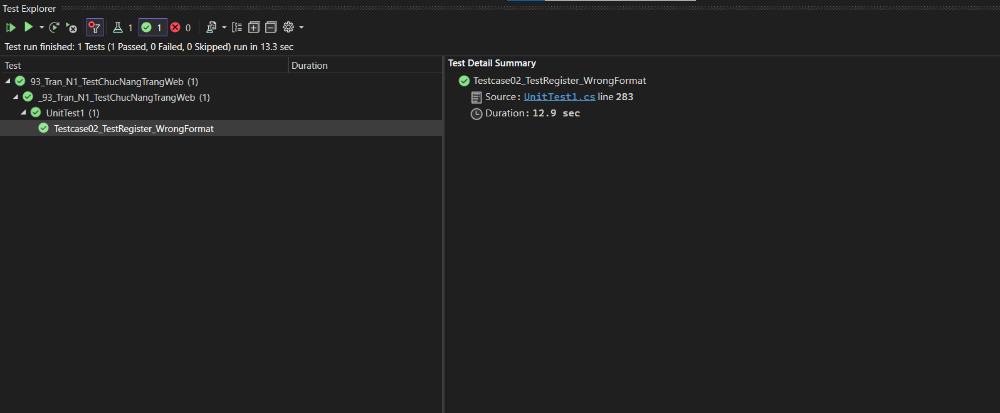 Test Explorer
1 1 0
Test run finished: 1 Tests (1 Passed, 0 Failed, 0 Skipped) run in 13.3 sec
Test Duration
93_Tran_N1_TestChucNangTrangWeb (1)
_93_Tran_N1_TestChucNangTrangWeb (1)
UnitTest1 (1)
Testcase02_TestRegister_WrongFormat
Test Detail Summary
Testcase02_TestRegister_WrongFormat
Source: UnitTest1.cs line 283
Duration: 12.9 sec